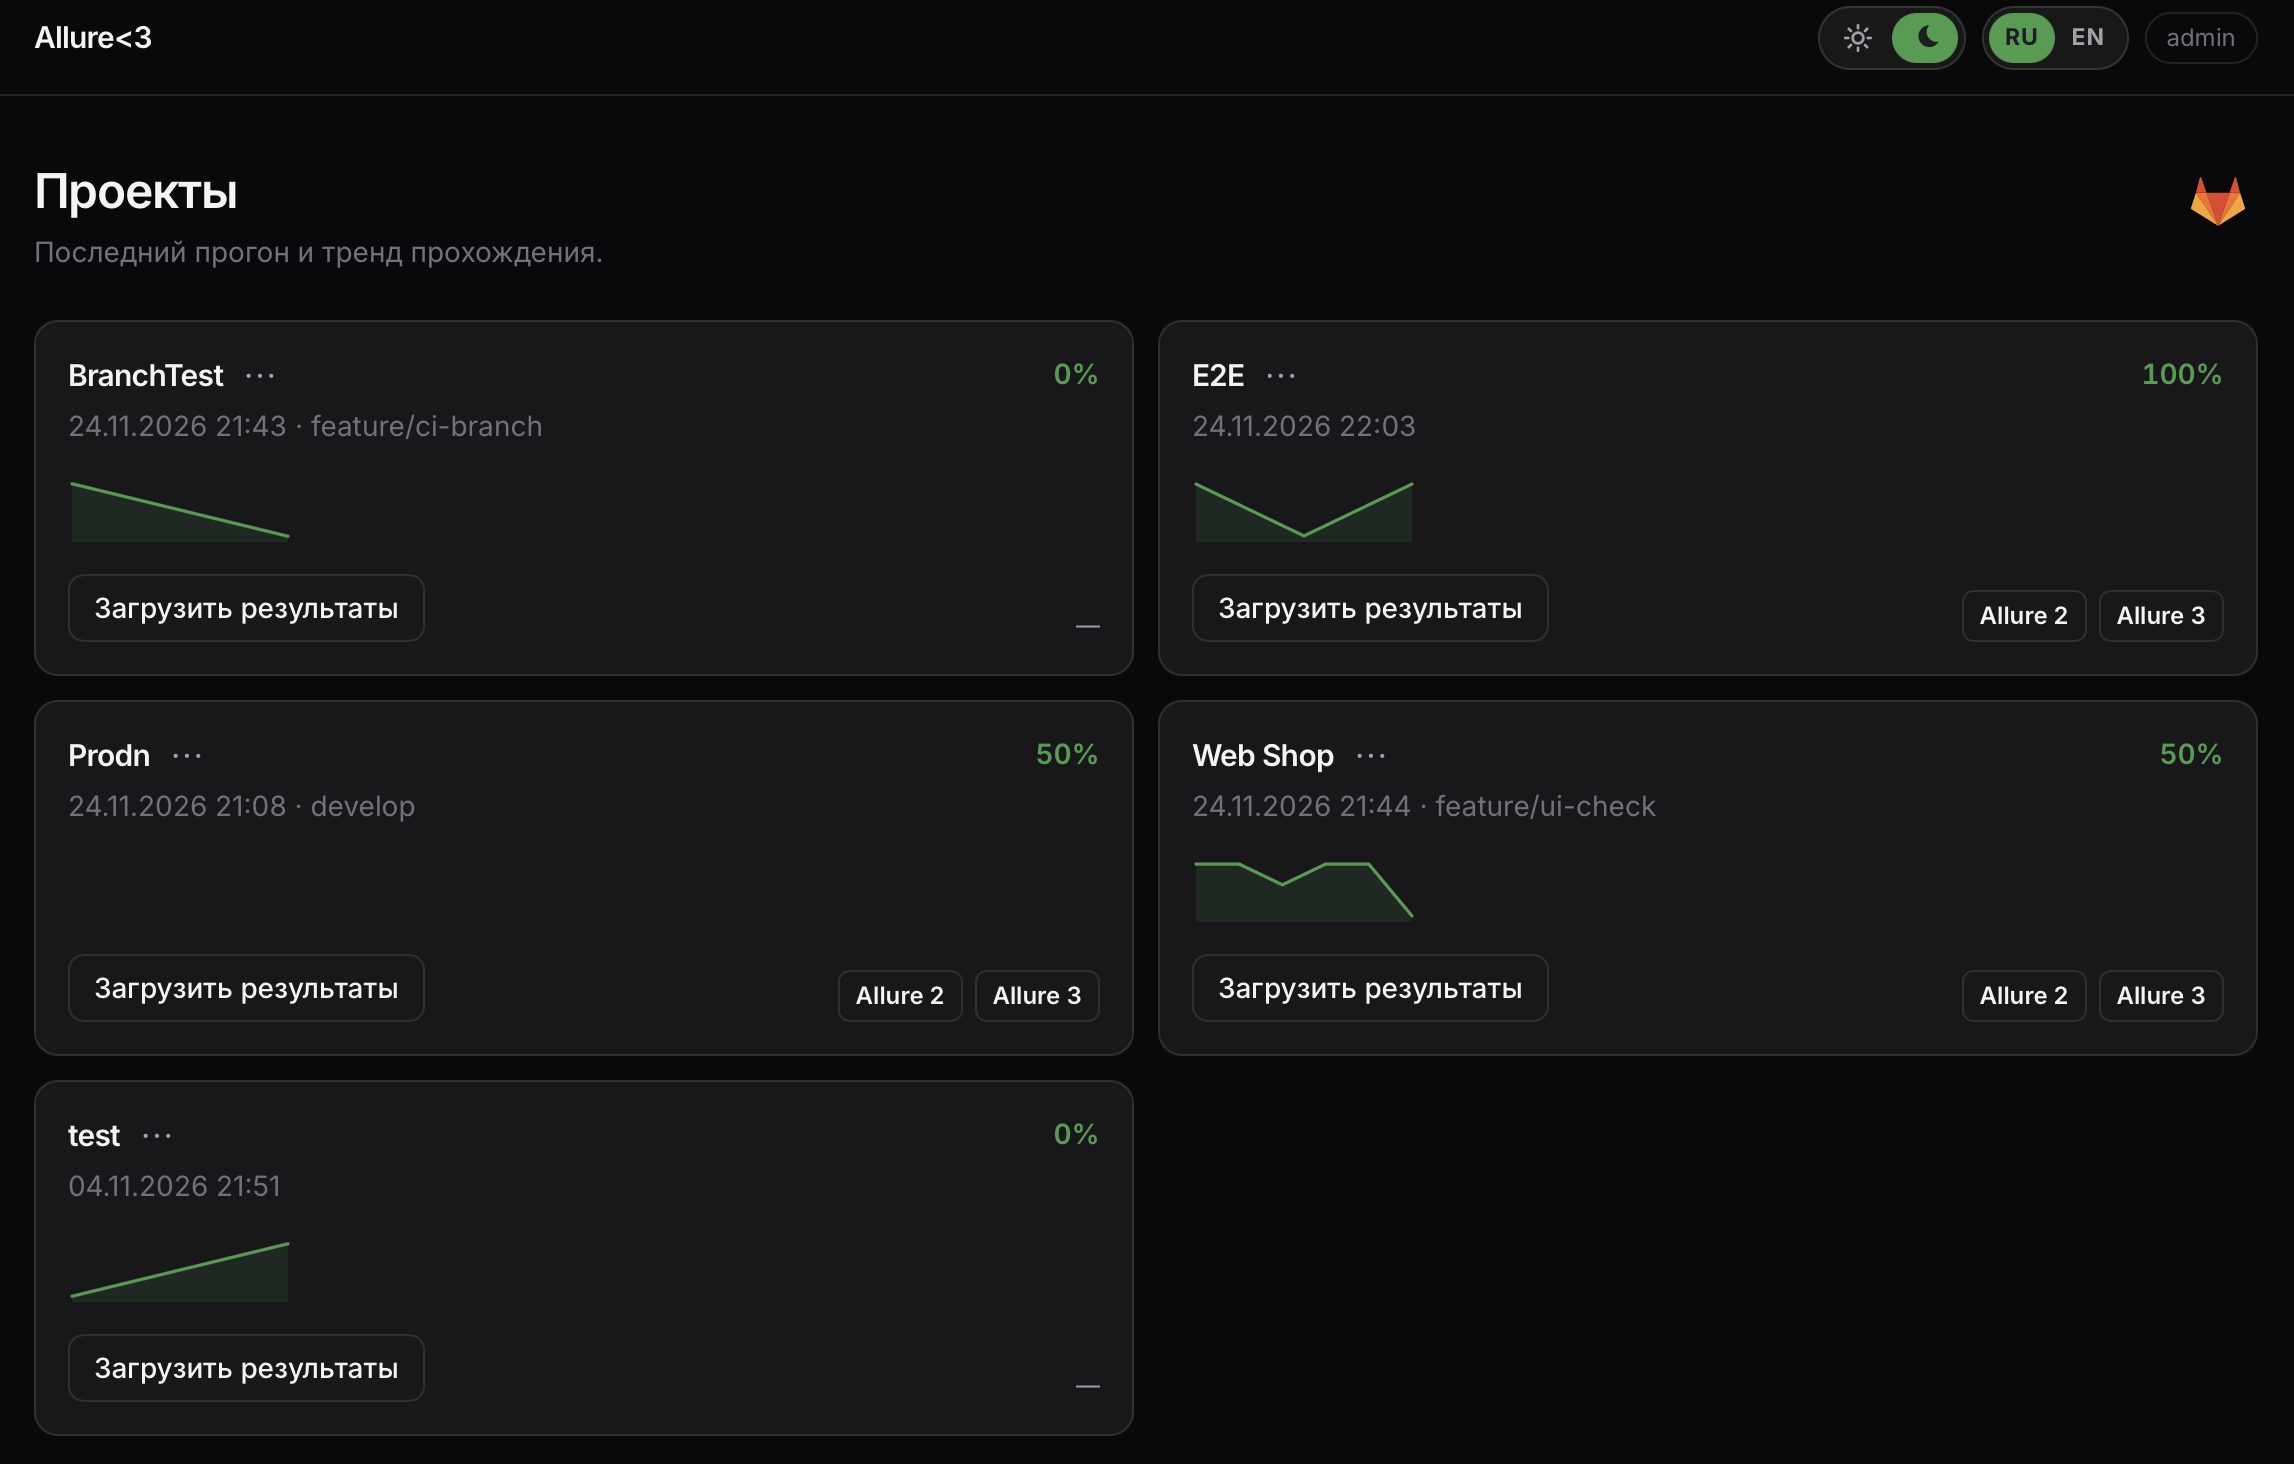 Allure<3
RU EN admin
Проекты
Последний прогон и тренд прохождения.
BranchTest ··· 0%
24.11.2026 21:43 · feature/ci-branch
Загрузить результаты —
E2E ··· 100%
24.11.2026 22:03
Загрузить результаты Allure 2 Allure 3
Prodn ··· 50%
24.11.2026 21:08 · develop
Загрузить результаты Allure 2 Allure 3
Web Shop ··· 50%
24.11.2026 21:44 · feature/ui-check
Загрузить результаты Allure 2 Allure 3
test ··· 0%
04.11.2026 21:51
Загрузить результаты —